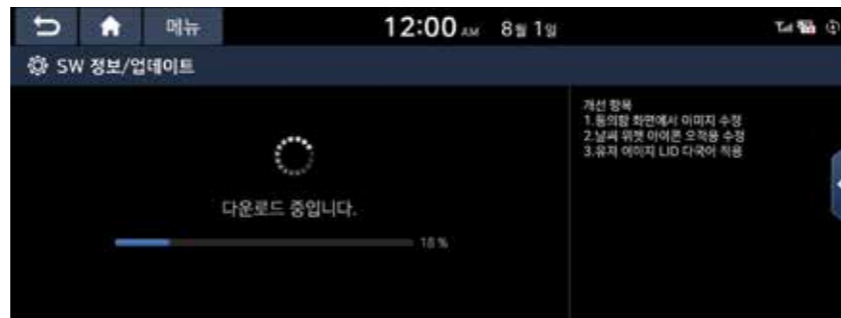 메뉴
12:00 AM 8월 1일
SW 정보/업데이트
다운로드 중입니다.
18 %
개선 항목
1.동의함 화면에서 이미지 수정
2.날씨 위젯 아이콘 오적용 수정
3.유저 이미지 LID 다국어 적용